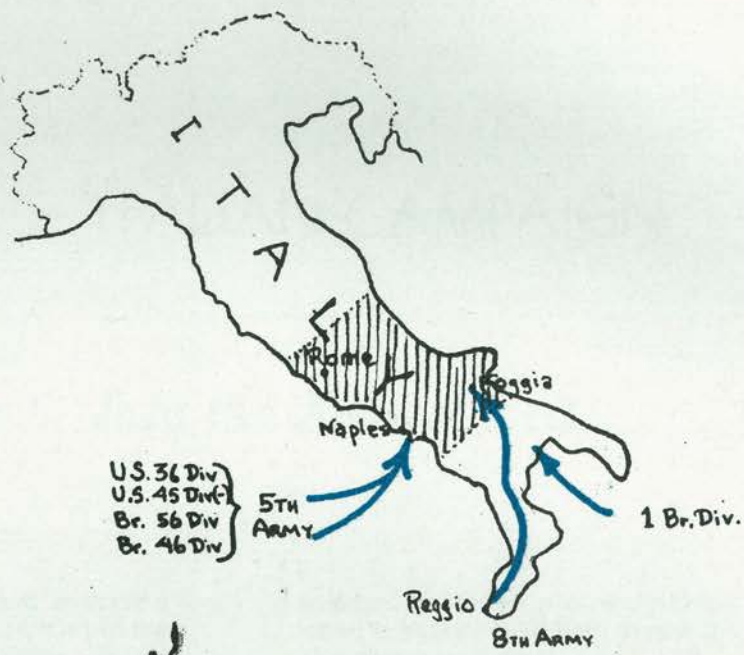 ITALY
Rome
Foggia
Naples
U.S. 36 Div
U.S. 45 Div(-)
Br. 56 Div
Br. 46 Div
5TH
ARMY
1 Br. Div.
Reggio
8TH ARMY